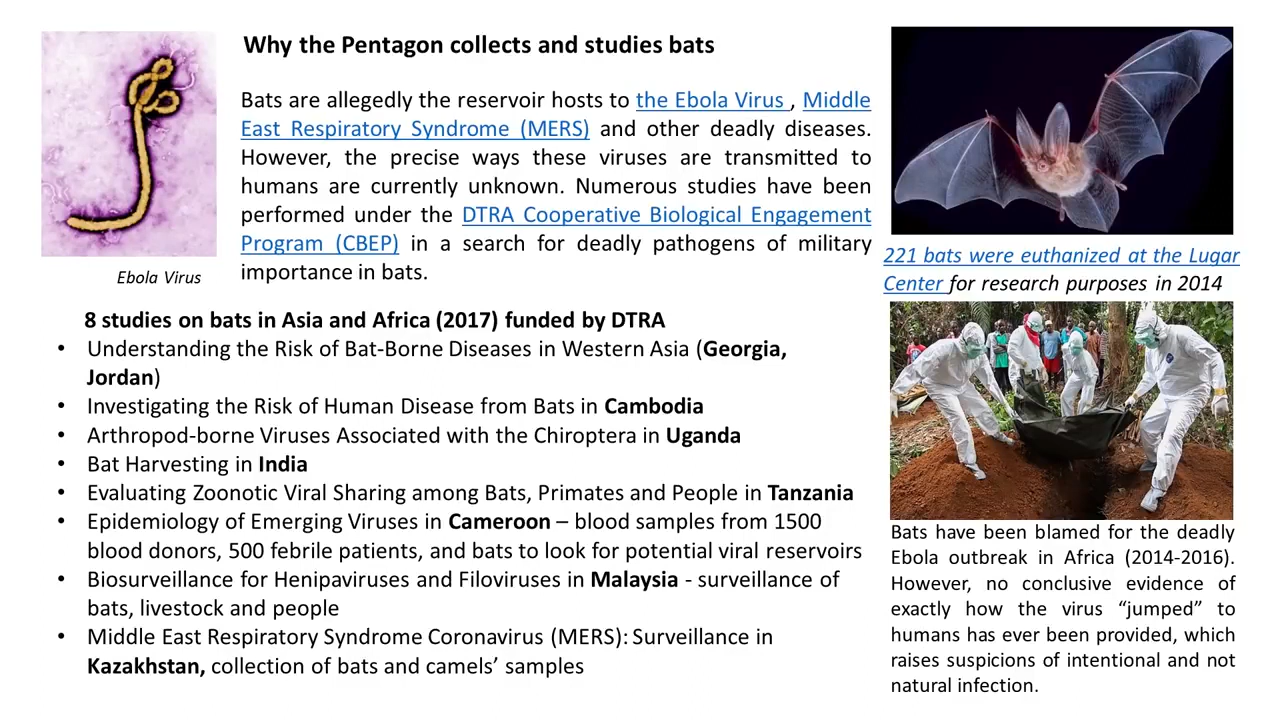 Why the Pentagon collects and studies bats
Bats are allegedly the reservoir hosts to the Ebola Virus , Middle
East Respiratory Syndrome (MERS) and other deadly diseases.
However, the precise ways these viruses are transmitted to
humans are currently unknown. Numerous studies have been
performed under the DTRA Cooperative Biological Engagement
Program (CBEP) in a search for deadly pathogens of military
importance in bats.
Ebola Virus
8 studies on bats in Asia and Africa (2017) funded by DTRA
• Understanding the Risk of Bat-Borne Diseases in Western Asia (Georgia,
Jordan)
• Investigating the Risk of Human Disease from Bats in Cambodia
• Arthropod-borne Viruses Associated with the Chiroptera in Uganda
• Bat Harvesting in India
• Evaluating Zoonotic Viral Sharing among Bats, Primates and People in Tanzania
• Epidemiology of Emerging Viruses in Cameroon – blood samples from 1500
blood donors, 500 febrile patients, and bats to look for potential viral reservoirs
• Biosurveillance for Henipaviruses and Filoviruses in Malaysia - surveillance of
bats, livestock and people
• Middle East Respiratory Syndrome Coronavirus (MERS): Surveillance in
Kazakhstan, collection of bats and camels’ samples
221 bats were euthanized at the Lugar
Center for research purposes in 2014
Bats have been blamed for the deadly
Ebola outbreak in Africa (2014-2016).
However, no conclusive evidence of
exactly how the virus “jumped” to
humans has ever been provided, which
raises suspicions of intentional and not
natural infection.